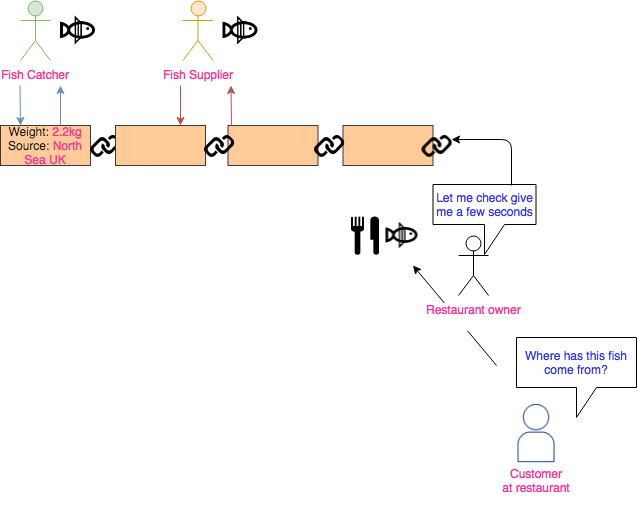 Fish Catcher
Fish Supplier
Weight: 2.2kg
Source: North
Sea UK
Let me check give
me a few seconds
Restaurant owner
Where has this fish
come from?
Customer
at restaurant